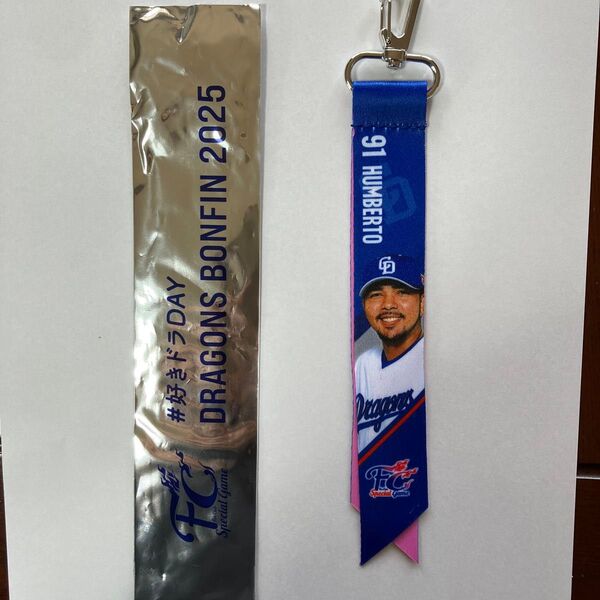 #好きドラDAY
DRAGONS BONFIN 2025
FC
Special Game
91 HUMBERTO
CD
Dragons
FC
Special Game